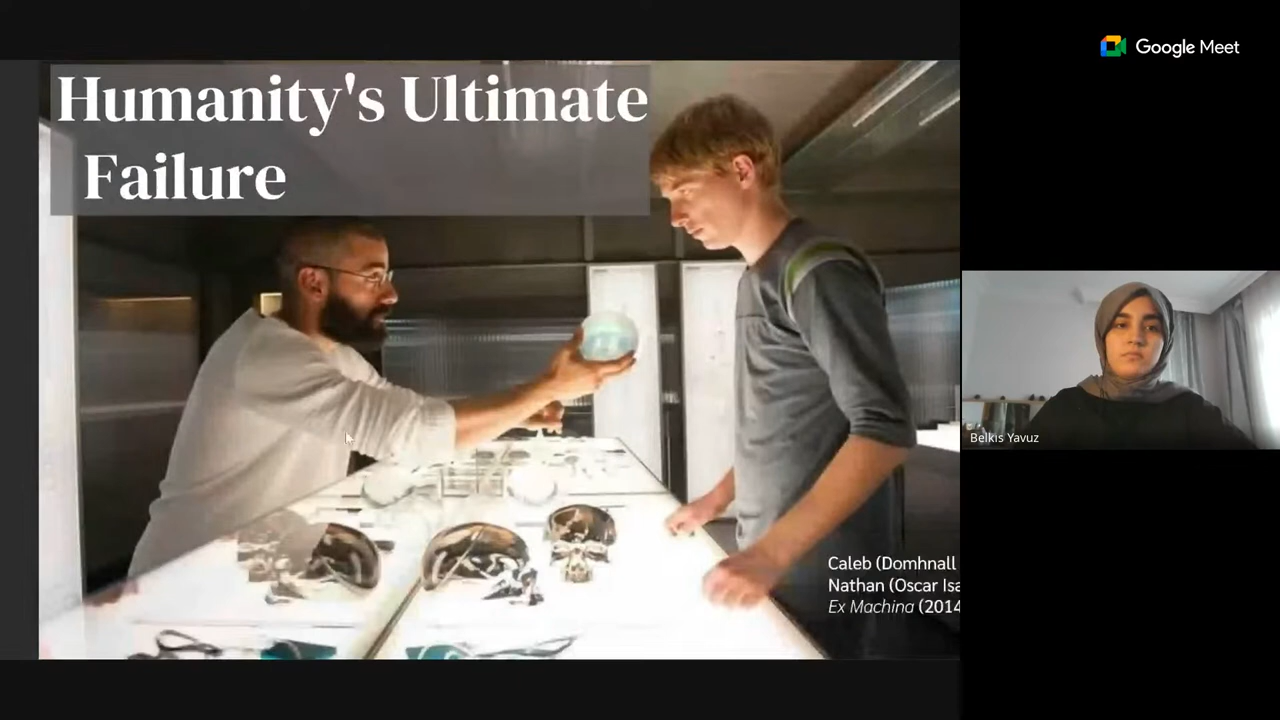 Humanity's Ultimate
Failure
Caleb (Domhnall
Nathan (Oscar Isa
Ex Machina (2014
Google Meet
Belkis Yavuz